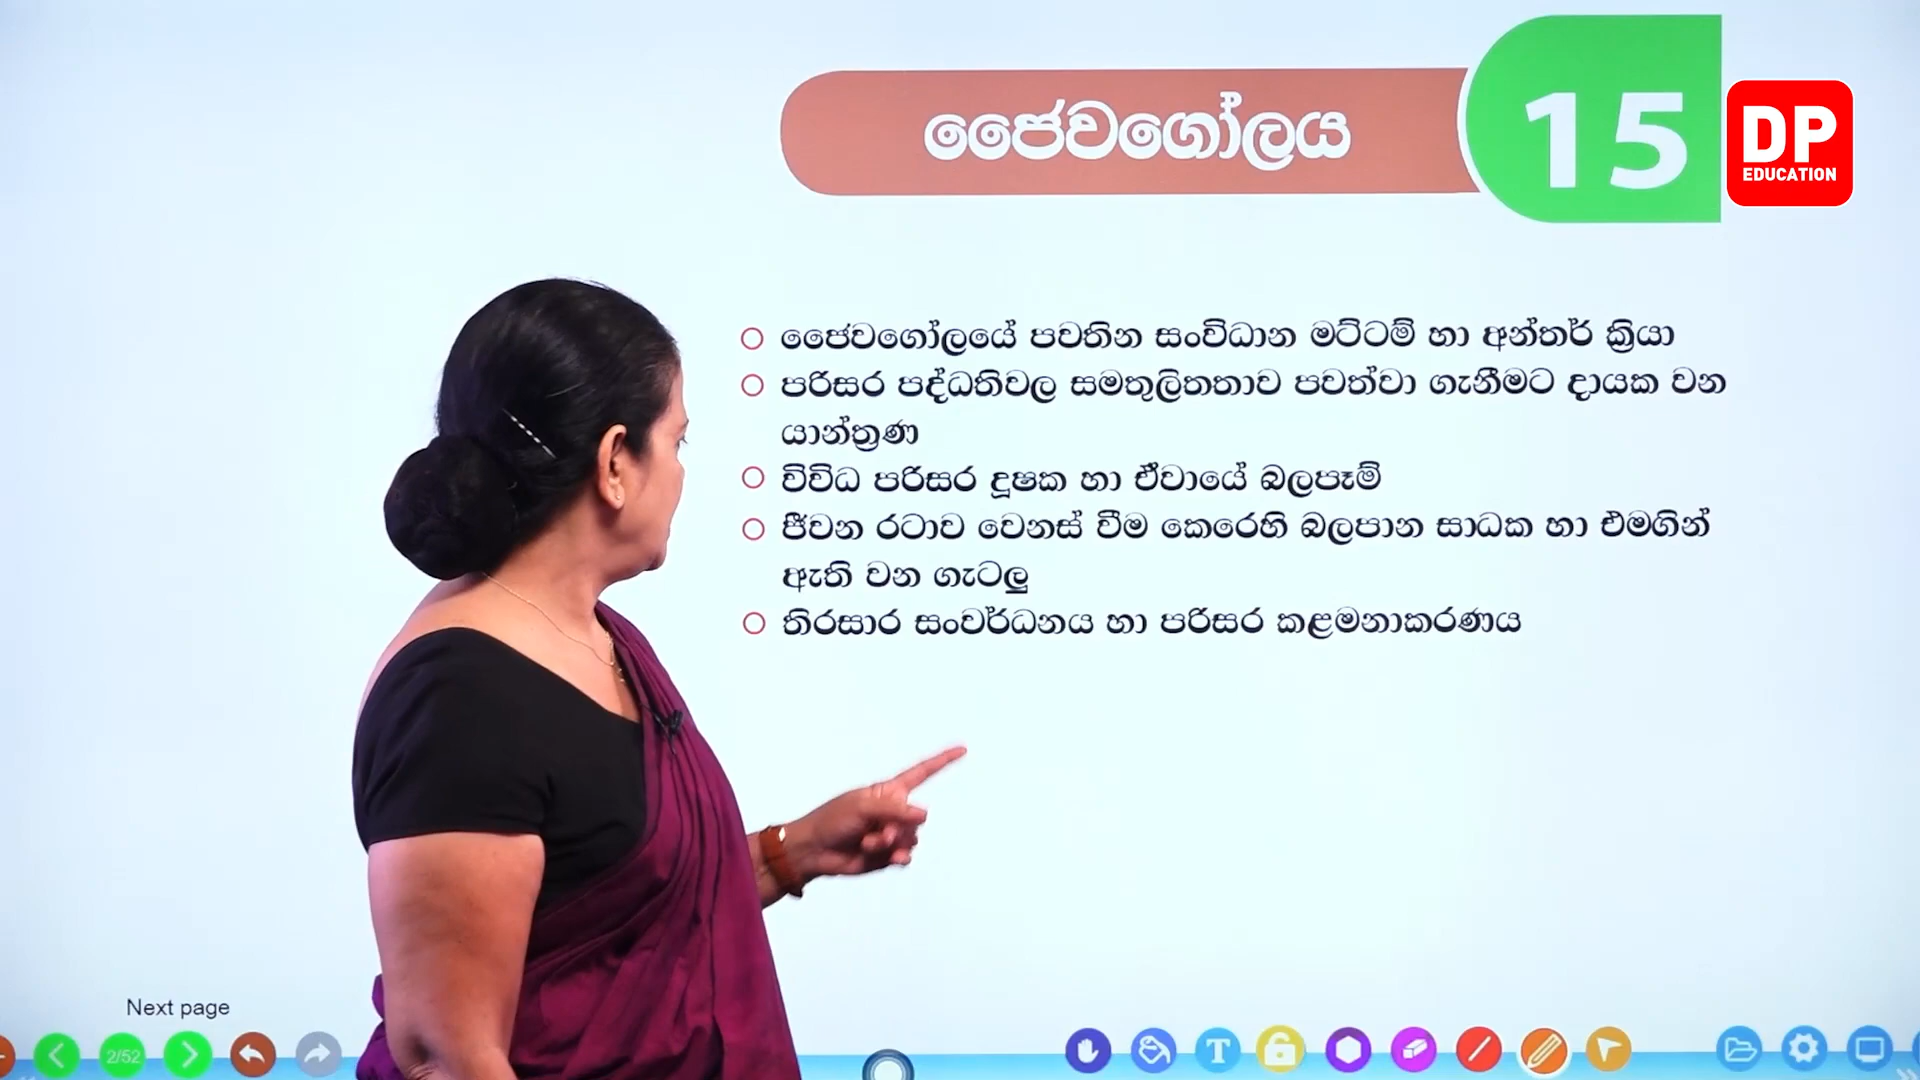 ජෛවගෝලය
15
DP
EDUCATION
ජෛවගෝලයේ පවතින සංවිධාන මට්ටම් හා අන්තර් ක්‍රියා
පරිසර පද්ධතිවල සමතුලිතතාව පවත්වා ගැනීමට දායක වන
යාන්ත්‍රණ
විවිධ පරිසර දූෂක හා ඒවායේ බලපෑම්
ජීවන රටාව වෙනස් වීම කෙරෙහි බලපාන සාධක හා එමගින්
ඇති වන ගැටලු
තිරසාර සංවර්ධනය හා පරිසර කළමනාකරණය
Next page
2/52
T